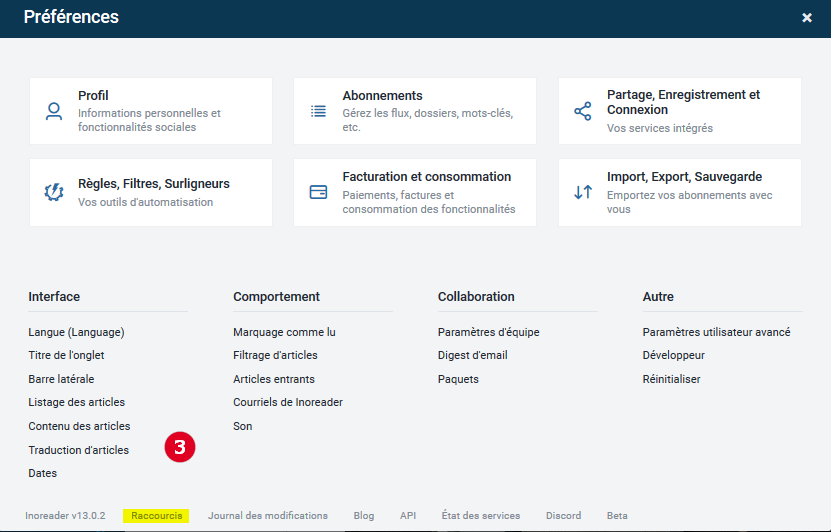 Préférences
Profil
Informations personnelles et
fonctionnalités sociales
Abonnements
Gérez les flux, dossiers, mots-clés,
etc.
Partage, Enregistrement et
Connexion
Vos services intégrés
Règles, Filtres, Surligneurs
Vos outils d'automatisation
Facturation et consommation
Paiements, factures et
consommation des fonctionnalités
Import, Export, Sauvegarde
Emportez vos abonnements avec
vous
Interface
Langue (Language)
Titre de l'onglet
Barre latérale
Listage des articles
Contenu des articles
Traduction d'articles
Dates
3
Comportement
Marquage comme lu
Filtrage d'articles
Articles entrants
Courriels de Inoreader
Son
Collaboration
Paramètres d'équipe
Digest d'email
Paquets
Autre
Paramètres utilisateur avancé
Développeur
Réinitialiser
Inoreader v13.0.2 Raccourcis Journal des modifications Blog API État des services Discord Beta